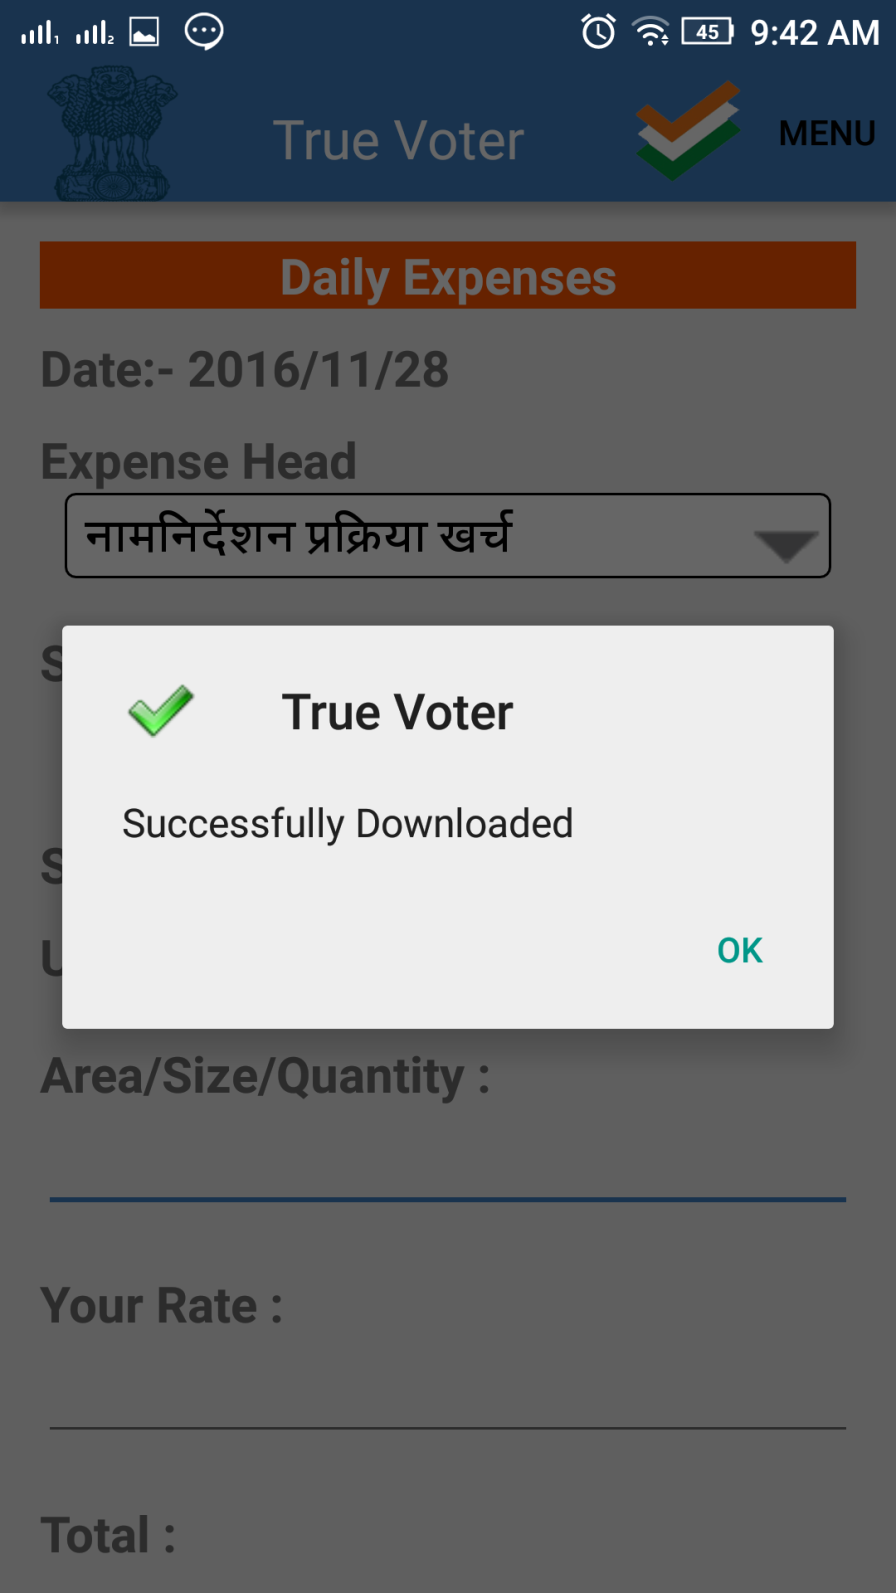 45 9:42 AM
True Voter MENU
Daily Expenses
Date:- 2016/11/28
Expense Head
नामनिर्देशन प्रक्रिया खर्च
True Voter
Successfully Downloaded
OK
Area/Size/Quantity :
Your Rate :
Total :